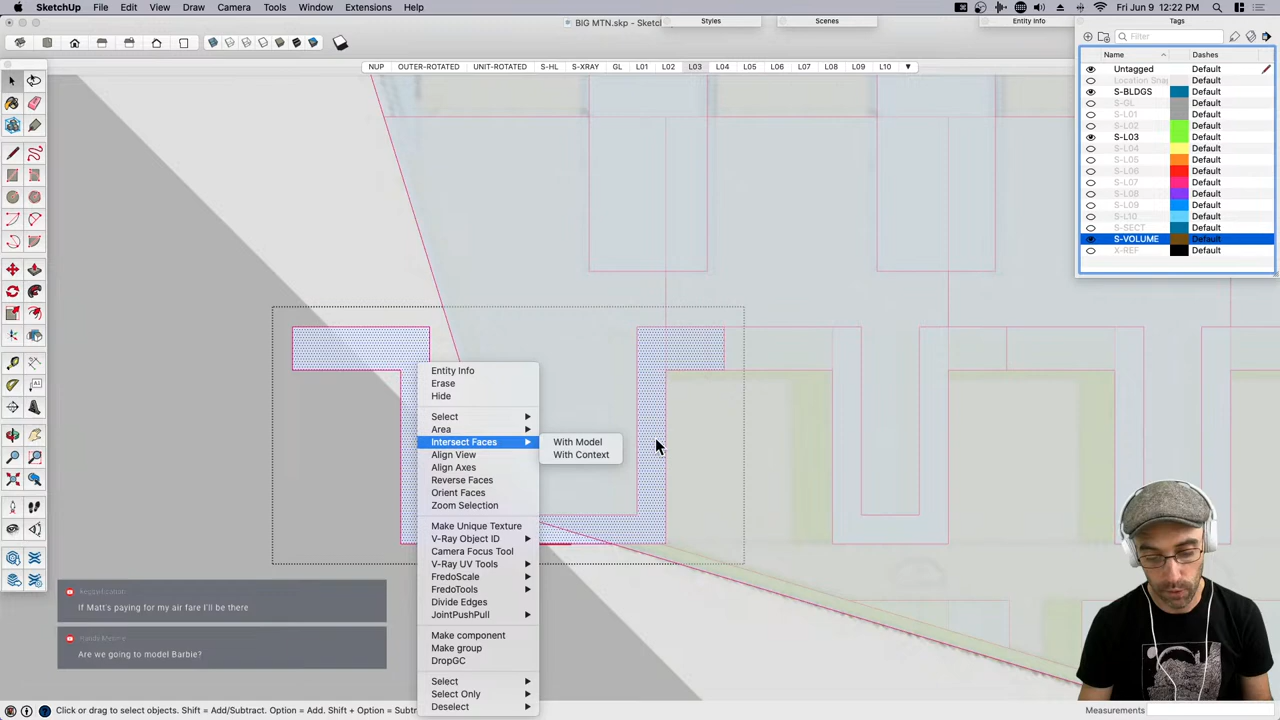 SketchUp File Edit View Draw Camera Tools Window Extensions Help
Fri Jun 9 12:22 PM
BIG MTN.skp - Sketch
Styles
Scenes
Entity Info
Tags
NUP OUTER-ROTATED UNIT-ROTATED S-HL S-XRAY GL L01 L02 L03 L04 L05 L06 L07 L08 L09 L10
Filter
Name Dashes
Untagged Default
Location Snap Default
S-BLDGS Default
S-GL Default
S-L01 Default
S-L02 Default
S-L03 Default
S-L04 Default
S-L05 Default
S-L06 Default
S-L07 Default
S-L08 Default
S-L09 Default
S-L10 Default
S-SECT Default
S-VOLUME Default
X-REF Default
Entity Info
Erase
Hide
Select
Area
Intersect Faces
With Model
With Context
Align View
Align Axes
Reverse Faces
Orient Faces
Zoom Selection
Make Unique Texture
V-Ray Object ID
Camera Focus Tool
V-Ray UV Tools
FredoScale
FredoTools
Divide Edges
JointPushPull
Make component
Make group
DropGC
Select
Select Only
Deselect
If Matt's paying for my air fare I'll be there
Are we going to model Barbie?
Click or drag to select objects. Shift = Add/Subtract. Option = Add. Shift + Option = Subtr
Measurements